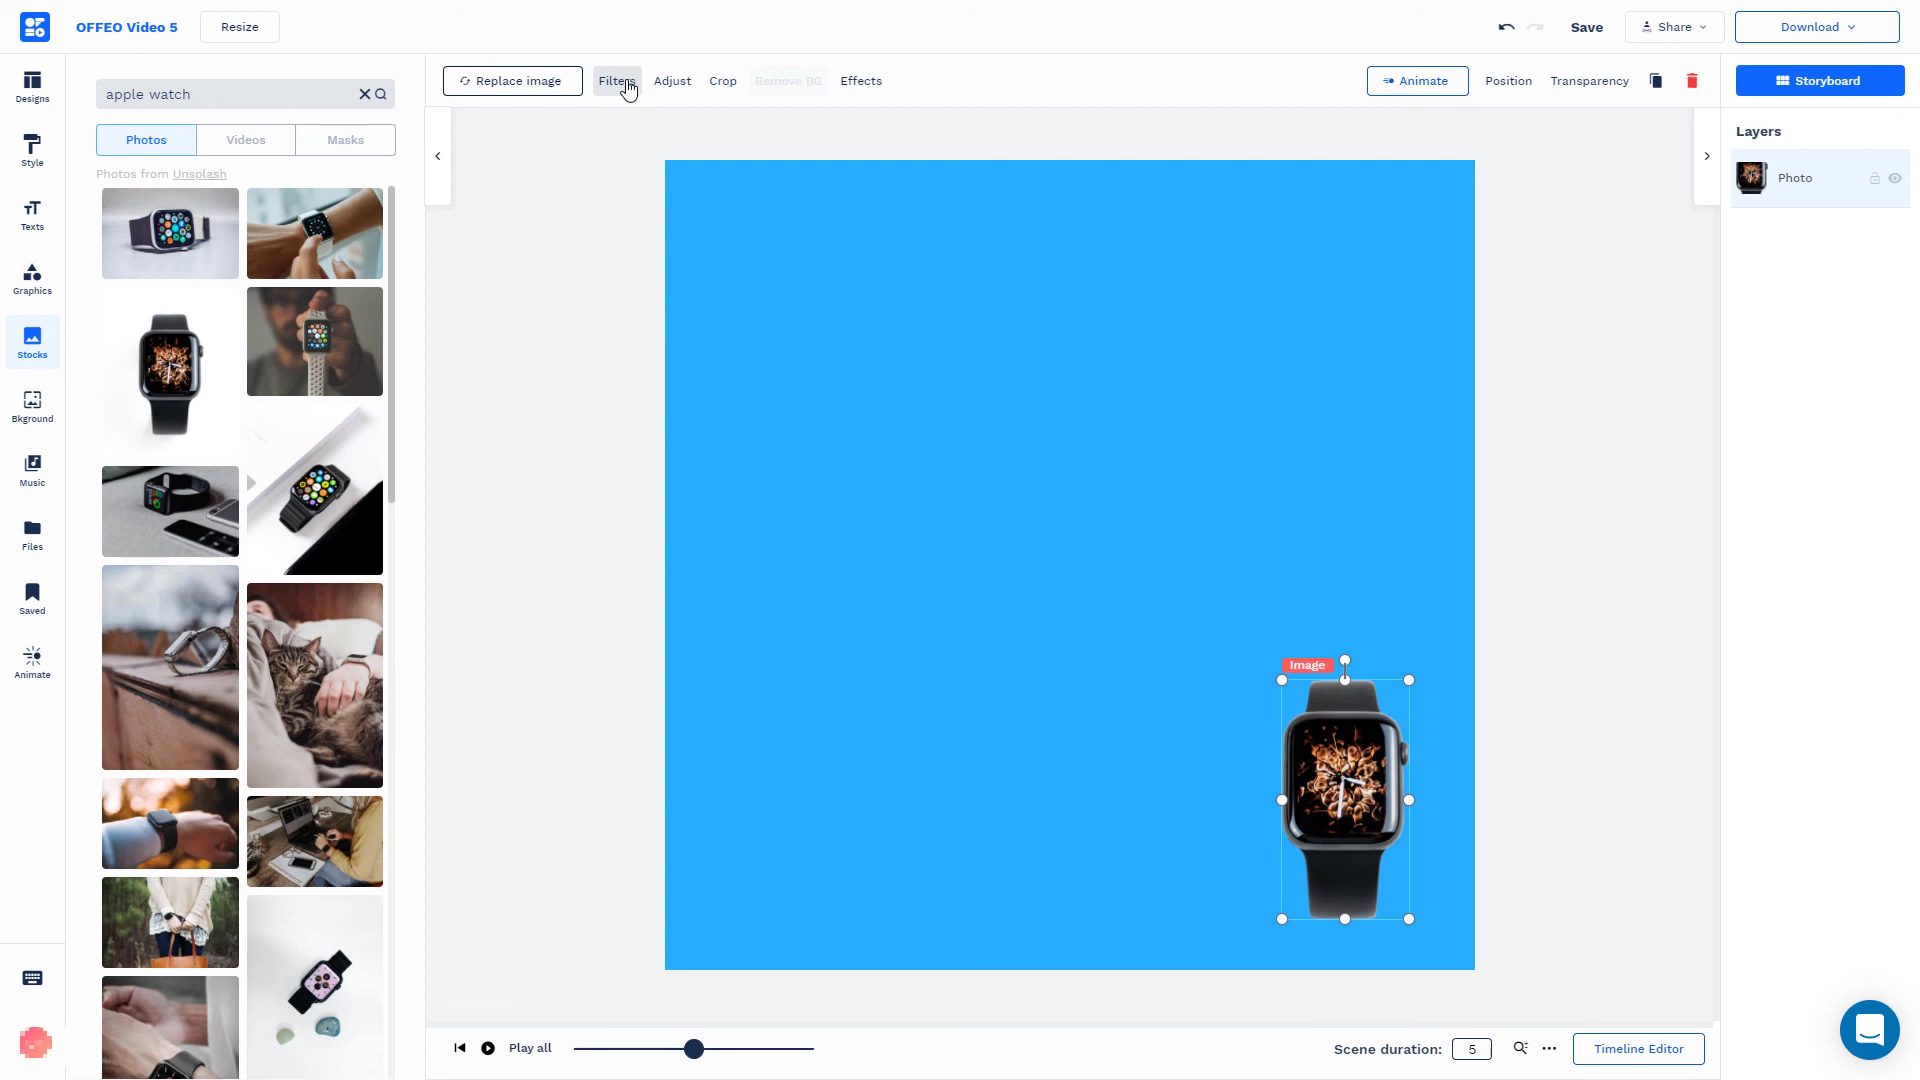 OFFEO Video 5
Resize
Save
Share
Download
Designs
Style
Texts
Graphics
Stocks
Bkground
Music
Files
Saved
Animate
apple watch
Photos
Videos
Masks
Photos from Unsplash
Replace image
Filters
Adjust
Crop
Remove BG
Effects
Animate
Position
Transparency
Storyboard
Layers
Photo
Image
Play all
Scene duration:
5
Timeline Editor